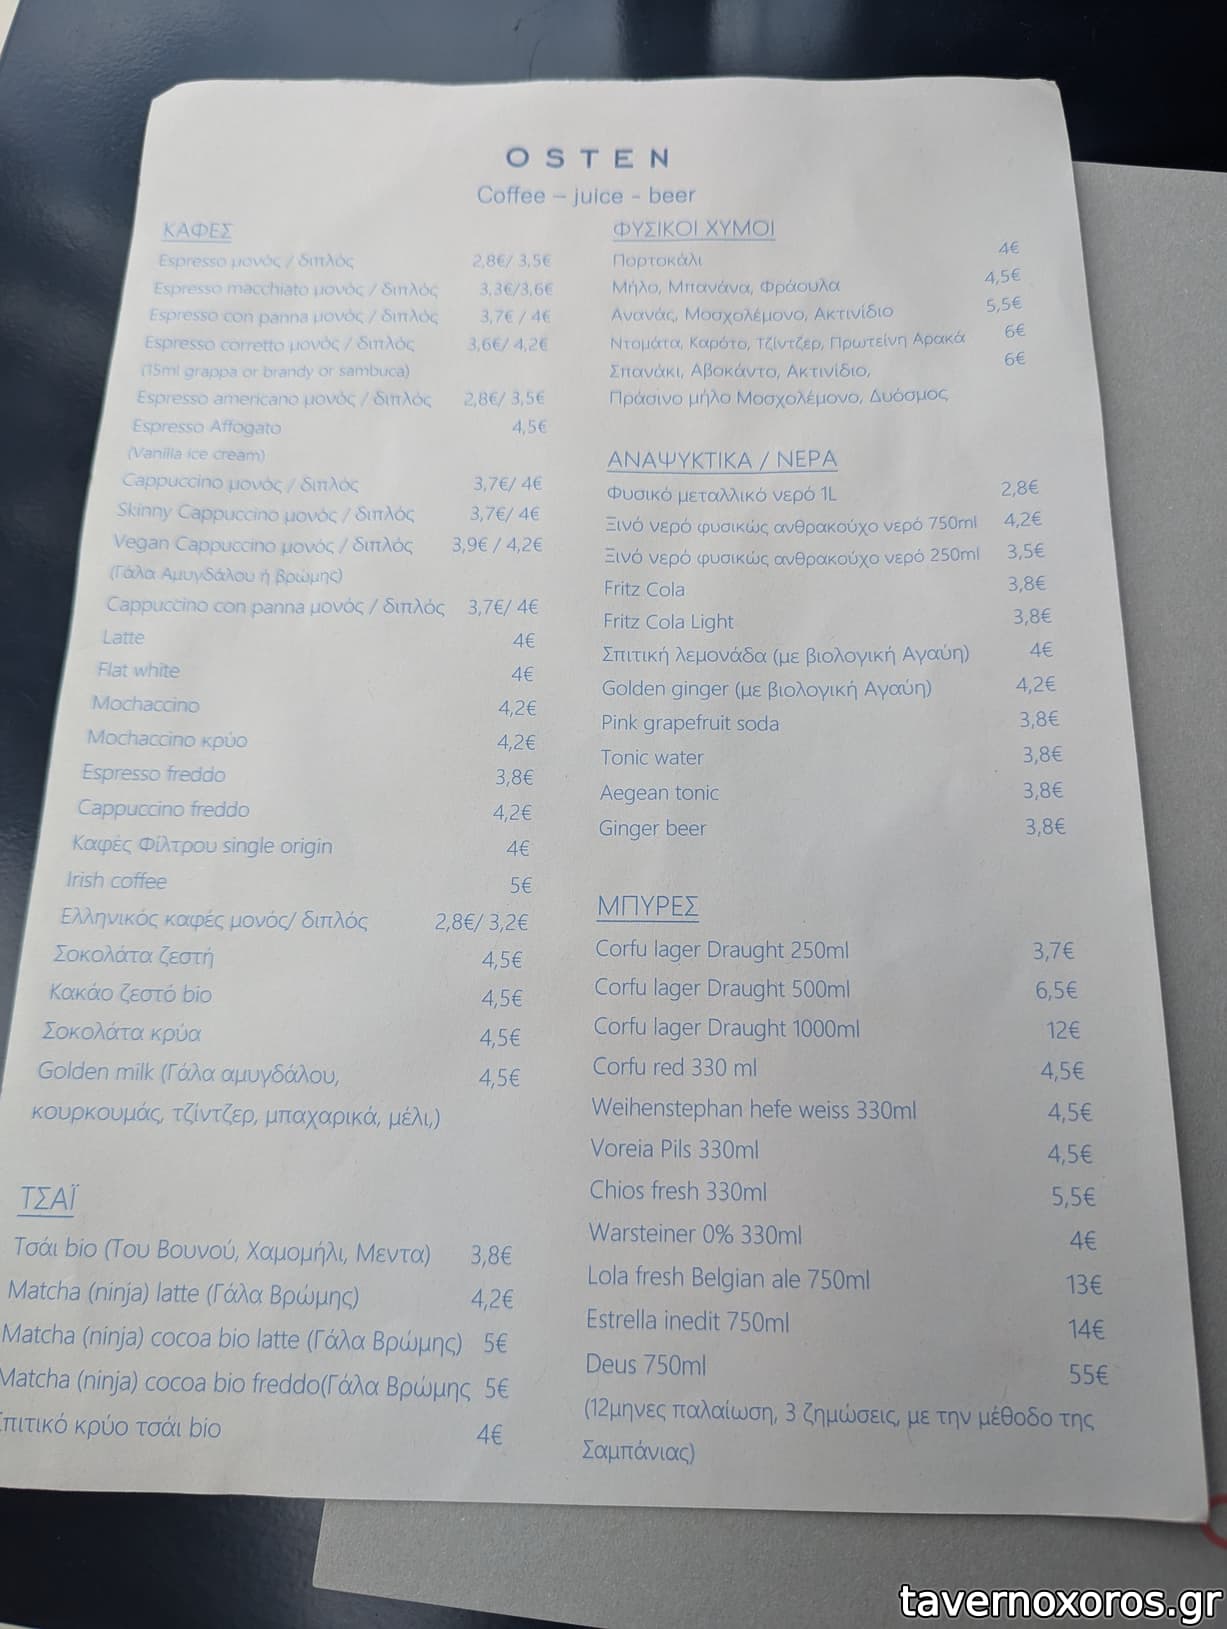 OSTEN
Coffee – juice - beer
ΚΑΦΕΣ
Espresso μονός / διπλός 2,8€/ 3,5€
Espresso macchiato μονός / διπλός 3,3€/3,6€
Espresso con panna μονός / διπλός 3,7€ / 4€
Espresso corretto μονός / διπλός 3,6€/ 4,2€
(15ml grappa or brandy or sambuca)
Espresso americano μονός / διπλός 2,8€/ 3,5€
Espresso Affogato 4,5€
(Vanilla ice cream)
Cappuccino μονός / διπλός 3,7€/ 4€
Skinny Cappuccino μονός / διπλός 3,7€/ 4€
Vegan Cappuccino μονός / διπλός 3,9€ / 4,2€
(Γάλα Αμυγδάλου ή βρώμης)
Cappuccino con panna μονός / διπλός 3,7€/ 4€
Latte 4€
Flat white 4€
Mochaccino 4,2€
Mochaccino κρύο 4,2€
Espresso freddo 3,8€
Cappuccino freddo 4,2€
Καφές Φίλτρου single origin 4€
Irish coffee 5€
Ελληνικός καφές μονός/ διπλός 2,8€/ 3,2€
Σοκολάτα ζεστή 4,5€
Κακάο ζεστό bio 4,5€
Σοκολάτα κρύα 4,5€
Golden milk (Γάλα αμυγδάλου, 4,5€
κουρκουμάς, τζίντζερ, μπαχαρικά, μέλι,)
ΤΣΑΪ
Τσάι bio (Του Βουνού, Χαμομήλι, Μεντα) 3,8€
Matcha (ninja) latte (Γάλα Βρώμης) 4,2€
Matcha (ninja) cocoa bio latte (Γάλα Βρώμης) 5€
Matcha (ninja) cocoa bio freddo(Γάλα Βρώμης 5€
Σπιτικό κρύο τσάι bio 4€
ΦΥΣΙΚΟΙ ΧΥΜΟΙ
Πορτοκάλι 4€
Μήλο, Μπανάνα, Φράουλα 4,5€
Ανανάς, Μοσχολέμονο, Ακτινίδιο 5,5€
Ντομάτα, Καρότο, Τζίντζερ, Πρωτείνη Αρακά 6€
Σπανάκι, Αβοκάντο, Ακτινίδιο, 6€
Πράσινο μήλο Μοσχολέμονο, Δυόσμος
ΑΝΑΨΥΚΤΙΚΑ / ΝΕΡΑ
Φυσικό μεταλλικό νερό 1L 2,8€
Ξινό νερό φυσικώς ανθρακούχο νερό 750ml 4,2€
Ξινό νερό φυσικώς ανθρακούχο νερό 250ml 3,5€
Fritz Cola 3,8€
Fritz Cola Light 3,8€
Σπιτική λεμονάδα (με βιολογική Αγαύη) 4€
Golden ginger (με βιολογική Αγαύη) 4,2€
Pink grapefruit soda 3,8€
Tonic water 3,8€
Aegean tonic 3,8€
Ginger beer 3,8€
ΜΠΥΡΕΣ
Corfu lager Draught 250ml 3,7€
Corfu lager Draught 500ml 6,5€
Corfu lager Draught 1000ml 12€
Corfu red 330 ml 4,5€
Weihenstephan hefe weiss 330ml 4,5€
Voreia Pils 330ml 4,5€
Chios fresh 330ml 5,5€
Warsteiner 0% 330ml 4€
Lola fresh Belgian ale 750ml 13€
Estrella inedit 750ml 14€
Deus 750ml 55€
(12μηνες παλαίωση, 3 ζημώσεις, με την μέθοδο της
Σαμπάνιας)
tavernoxoros.gr